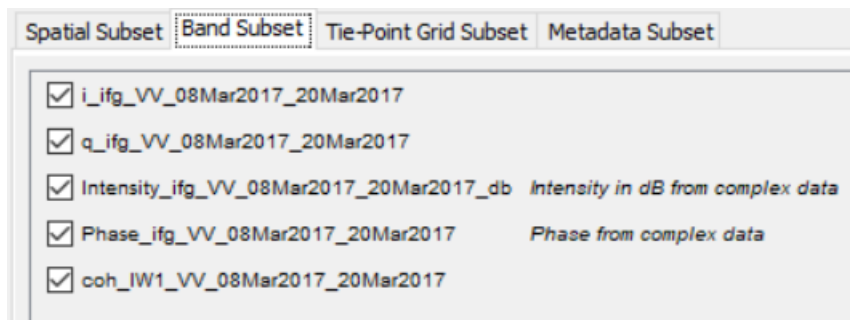 Spatial Subset Band Subset Tie-Point Grid Subset Metadata Subset
i_ifg_VV_08Mar2017_20Mar2017
q_ifg_VV_08Mar2017_20Mar2017
Intensity_ifg_VV_08Mar2017_20Mar2017_db Intensity in dB from complex data
Phase_ifg_VV_08Mar2017_20Mar2017 Phase from complex data
coh_IW1_VV_08Mar2017_20Mar2017